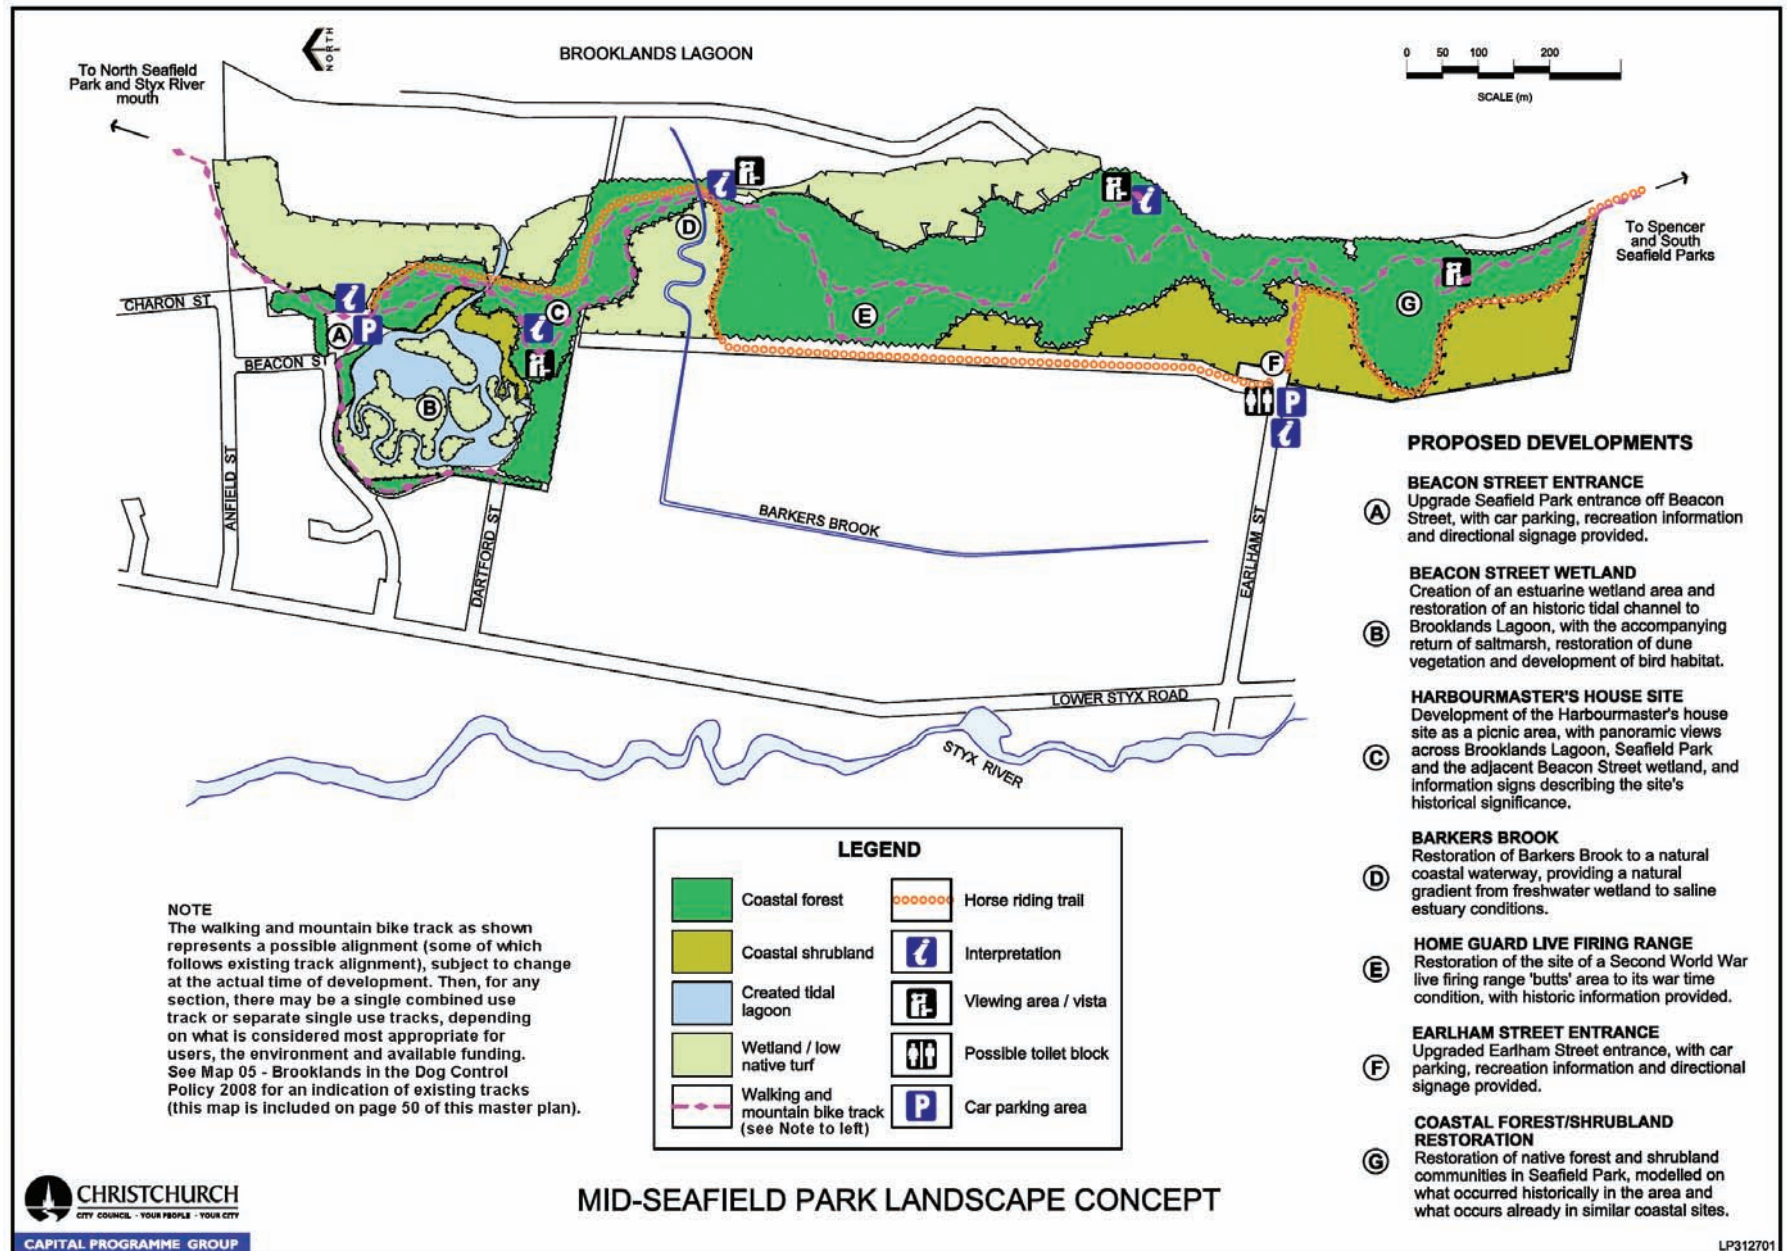 NORTH
BROOKLANDS LAGOON
0 50 100 200
SCALE (m)
To North Seafield
Park and Styx River
mouth
To Spencer
and South
Seafield Parks
CHARON ST
BEACON ST
ANFIELD ST
DARTFORD ST
BARKERS BROOK
EARLHAM ST
LOWER STYX ROAD
STYX RIVER
A
P
i
B
C
i
D
i
E
i
F
P
i
G
PROPOSED DEVELOPMENTS
A
BEACON STREET ENTRANCE
Upgrade Seafield Park entrance off Beacon
Street, with car parking, recreation information
and directional signage provided.
B
BEACON STREET WETLAND
Creation of an estuarine wetland area and
restoration of an historic tidal channel to
Brooklands Lagoon, with the accompanying
return of saltmarsh, restoration of dune
vegetation and development of bird habitat.
C
HARBOURMASTER'S HOUSE SITE
Development of the Harbourmaster's house
site as a picnic area, with panoramic views
across Brooklands Lagoon, Seafield Park
and the adjacent Beacon Street wetland, and
information signs describing the site's
historical significance.
D
BARKERS BROOK
Restoration of Barkers Brook to a natural
coastal waterway, providing a natural
gradient from freshwater wetland to saline
estuary conditions.
E
HOME GUARD LIVE FIRING RANGE
Restoration of the site of a Second World War
live firing range 'butts' area to its war time
condition, with historic information provided.
F
EARLHAM STREET ENTRANCE
Upgraded Earlham Street entrance, with car
parking, recreation information and directional
signage provided.
G
COASTAL FOREST/SHRUBLAND
RESTORATION
Restoration of native forest and shrubland
communities in Seafield Park, modelled on
what occurred historically in the area and
what occurs already in similar coastal sites.
NOTE
The walking and mountain bike track as shown
represents a possible alignment (some of which
follows existing track alignment), subject to change
at the actual time of development. Then, for any
section, there may be a single combined use
track or separate single use tracks, depending
on what is considered most appropriate for
users, the environment and available funding.
See Map 05 - Brooklands in the Dog Control
Policy 2008 for an indication of existing tracks
(this map is included on page 50 of this master plan).
LEGEND
Coastal forest
Coastal shrubland
Created tidal
lagoon
Wetland / low
native turf
Walking and
mountain bike track
(see Note to left)
Horse riding trail
i
Interpretation
Viewing area / vista
Possible toilet block
P
Car parking area
MID-SEAFIELD PARK LANDSCAPE CONCEPT
CHRISTCHURCH
CITY COUNCIL · YOUR PEOPLE · YOUR CITY
CAPITAL PROGRAMME GROUP
LP312701